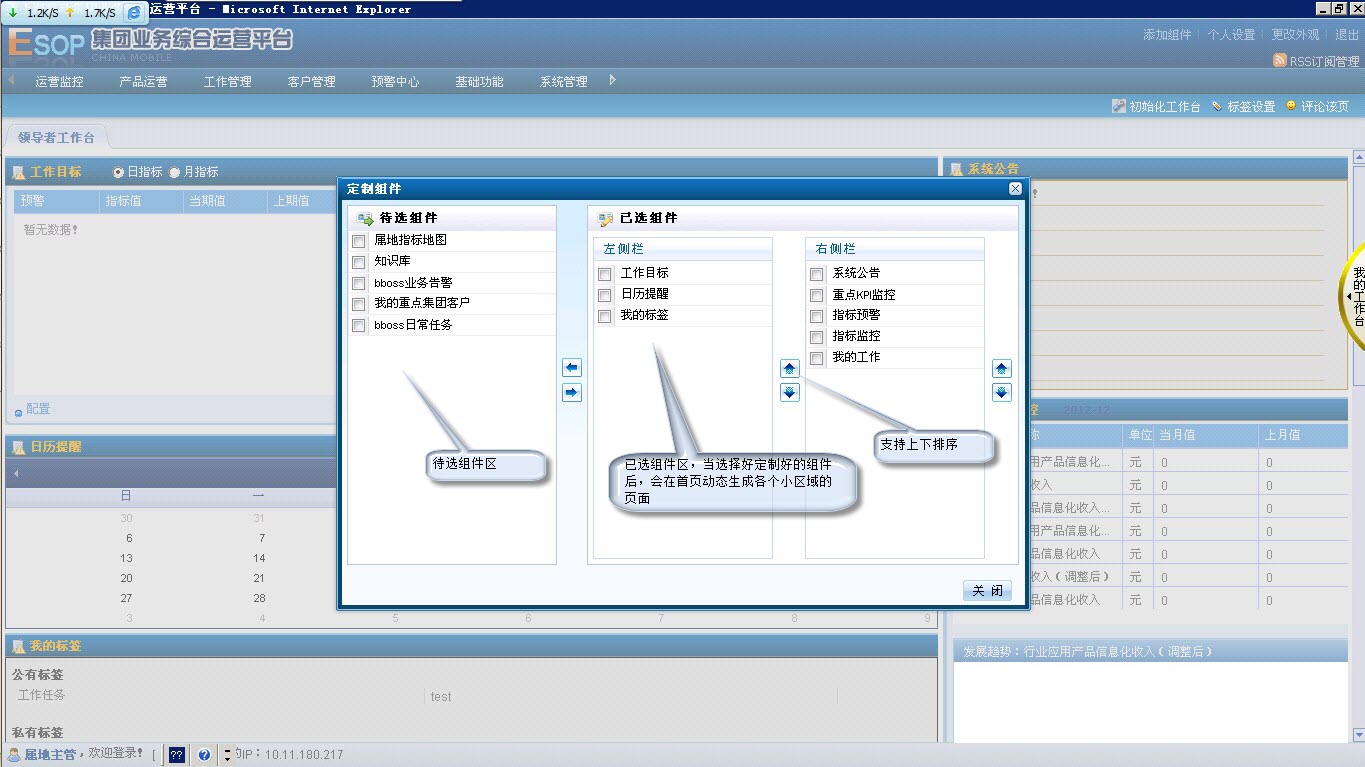 1.2K/S 1.7K/S 运营平台 - Microsoft Internet Explorer
ESOP 集团业务综合运营平台
CHINA MOBILE
添加组件 个人设置 更改外观 退出
RSS订阅管理
运营监控 产品运营 工作管理 客户管理 预警中心 基础功能 系统管理
初始化工作台 标签设置 评论该页
领导者工作台
工作目标 日指标 月指标
预警 指标值 当期值 上期值
暂无数据!
配置
系统公告
我的工作台
定制组件
待选组件
属地指标地图
知识库
bboss业务告警
我的重点集团客户
bboss日常任务
已选组件
左侧栏
工作目标
日历提醒
我的标签
右侧栏
系统公告
重点KPI监控
指标预警
指标监控
我的工作
待选组件区
已选组件区，当选择好定制好的组件
后，会在首页动态生成各个小区域的
页面
支持上下排序
关 闭
日历提醒
日 一
30 31
6 7
13 14
20 21
27 28
3 4 5 6 7 8 9
控 2012-12
称 单位 当月值 上月值
用产品信息化... 元 0 0
收入 元 0 0
品信息化收入... 元 0 0
用产品信息化... 元 0 0
品信息化收入 元 0 0
收入（调整后） 元 0 0
品信息化收入 元 0 0
发展趋势：行业应用产品信息化收入（调整后）
我的标签
公有标签
工作任务 test
私有标签
属地主管，欢迎登录! [ ?? ? IP：10.11.180.217